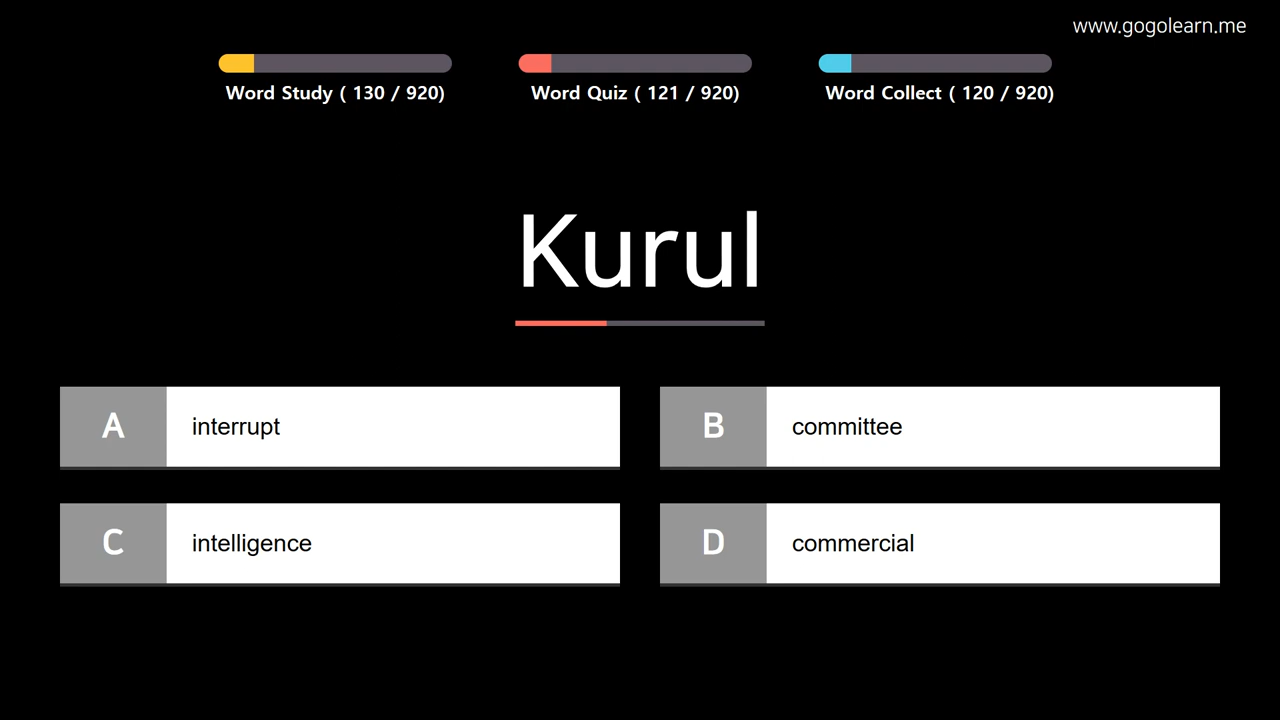 www.gogolearn.me
Word Study ( 130 / 920)
Word Quiz ( 121 / 920)
Word Collect ( 120 / 920)
Kurul
A interrupt
B committee
C intelligence
D commercial